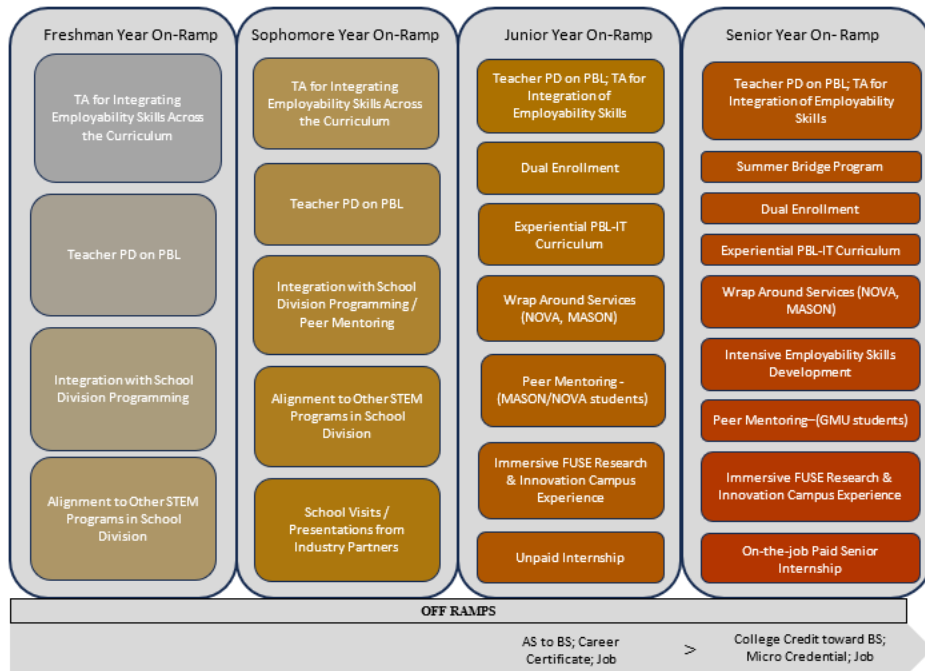 Freshman Year On-Ramp
TA for Integrating
Employability Skills Across
the Curriculum
Teacher PD on PBL
Integration with School
Division Programming
Alignment to Other STEM
Programs in School
Division
Sophomore Year On-Ramp
TA for Integrating
Employability Skills Across
the Curriculum
Teacher PD on PBL
Integration with School
Division Programming /
Peer Mentoring
Alignment to Other STEM
Programs in School
Division
School Visits /
Presentations from
Industry Partners
Junior Year On-Ramp
Teacher PD on PBL; TA for
Integration of
Employability Skills
Dual Enrollment
Experiential PBL-IT
Curriculum
Wrap Around Services
(NOVA, MASON)
Peer Mentoring -
(MASON/NOVA students)
Immersive FUSE Research
& Innovation Campus
Experience
Unpaid Internship
Senior Year On- Ramp
Teacher PD on PBL; TA for
Integration of Employability
Skills
Summer Bridge Program
Dual Enrollment
Experiential PBL-IT Curriculum
Wrap Around Services (NOVA,
MASON)
Intensive Employability Skills
Development
Peer Mentoring–(GMU students)
Immersive FUSE Research &
Innovation Campus Experience
On-the-job Paid Senior
Internship
OFF RAMPS
AS to BS; Career
Certificate; Job
>
College Credit toward BS;
Micro Credential; Job